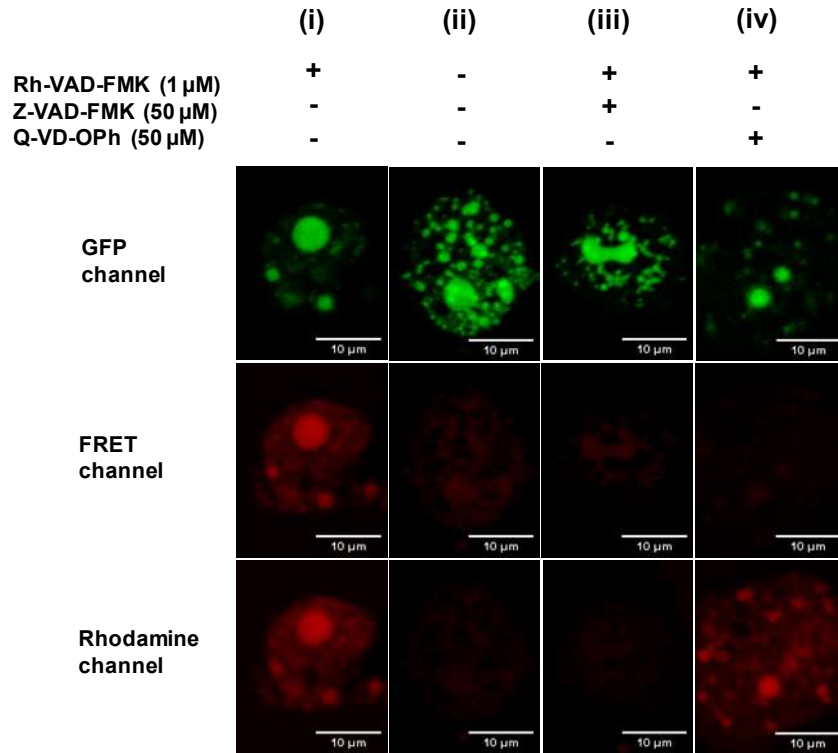 (i) (ii) (iii) (iv)
Rh-VAD-FMK (1 µM) + - + +
Z-VAD-FMK (50 µM) - - + -
Q-VD-OPh (50 µM) - - - +
GFP
channel
10 µm 10 µm 10 µm 10 µm
FRET
channel
10 µm 10 µm 10 µm 10 µm
Rhodamine
channel
10 µm 10 µm 10 µm 10 µm